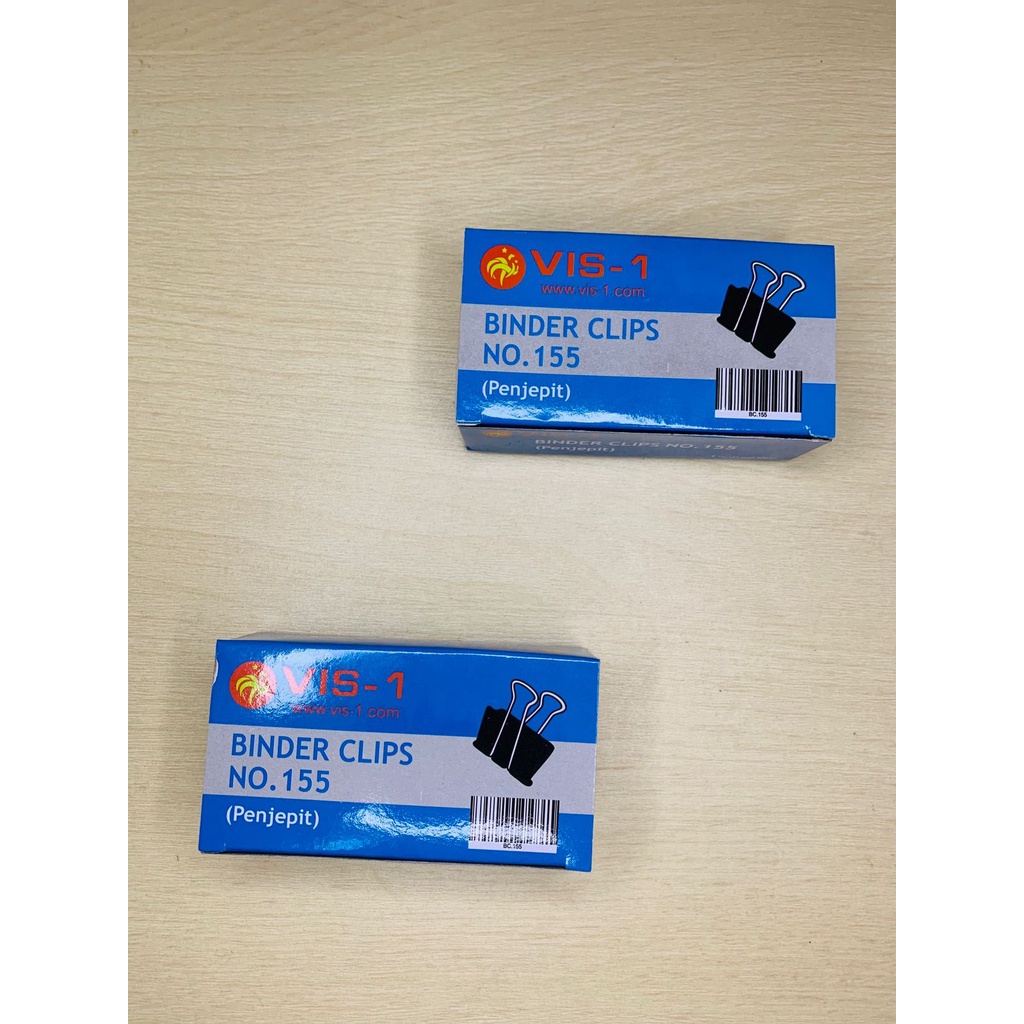 VIS-1
www.vis-1.com
BINDER CLIPS
NO.155
(Penjepit)
BC.155
BINDER CLIPS NO.155
(Penjepit)
VIS-1
www.vis-1.com
BINDER CLIPS
NO.155
(Penjepit)
BC.155